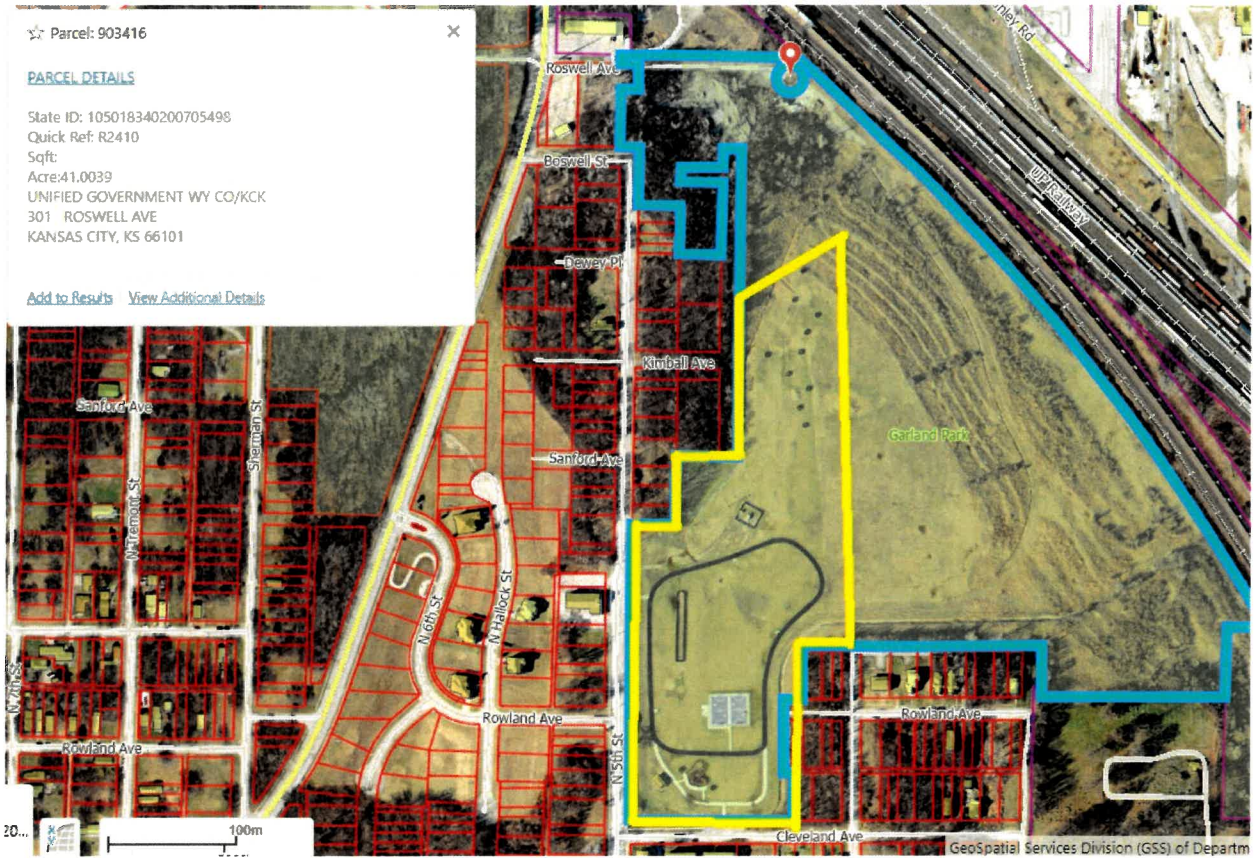 Parcel: 903416
PARCEL DETAILS
State ID: 105018340200705498
Quick Ref: R2410
Sqft:
Acre:41.0039
UNIFIED GOVERNMENT WY CO/KCK
301 ROSWELL AVE
KANSAS CITY, KS 66101
Add to Results View Additional Details
Roswell Ave
Boswell St
UP Railway
Dewey Pl
Kimball Ave
Sanford Ave
Sherman St
Garland Park
Sanford Ave
N Tremont St
N Hallock St
N 6th St
N 7th St
Rowland Ave
Rowland Ave
Rowland Ave
N 5th St
Cleveland Ave
20...
100m
GeoSpatial Services Division (GSS) of Departm